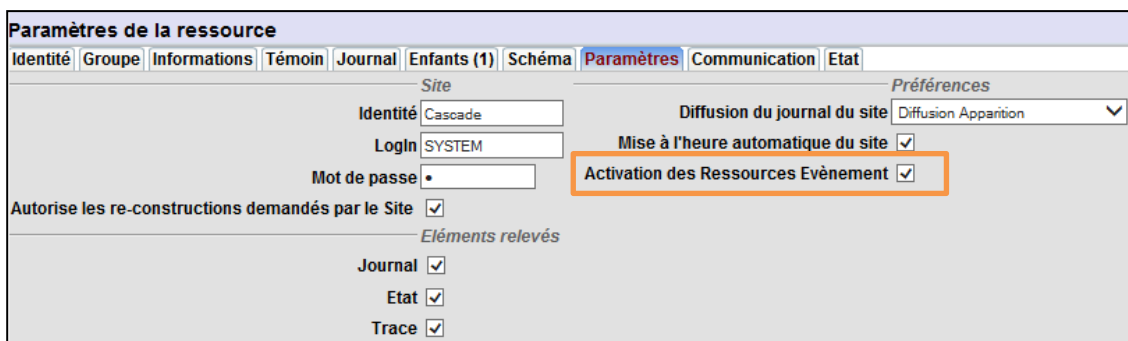 Paramètres de la ressource
Identité Groupe Informations Témoin Journal Enfants (1) Schéma Paramètres Communication Etat
Site
Identité Cascade
LogIn SYSTEM
Mot de passe •
Autorise les re-constructions demandés par le Site
Eléments relevés
Journal
Etat
Trace
Préférences
Diffusion du journal du site Diffusion Apparition
Mise à l'heure automatique du site
Activation des Ressources Evènement